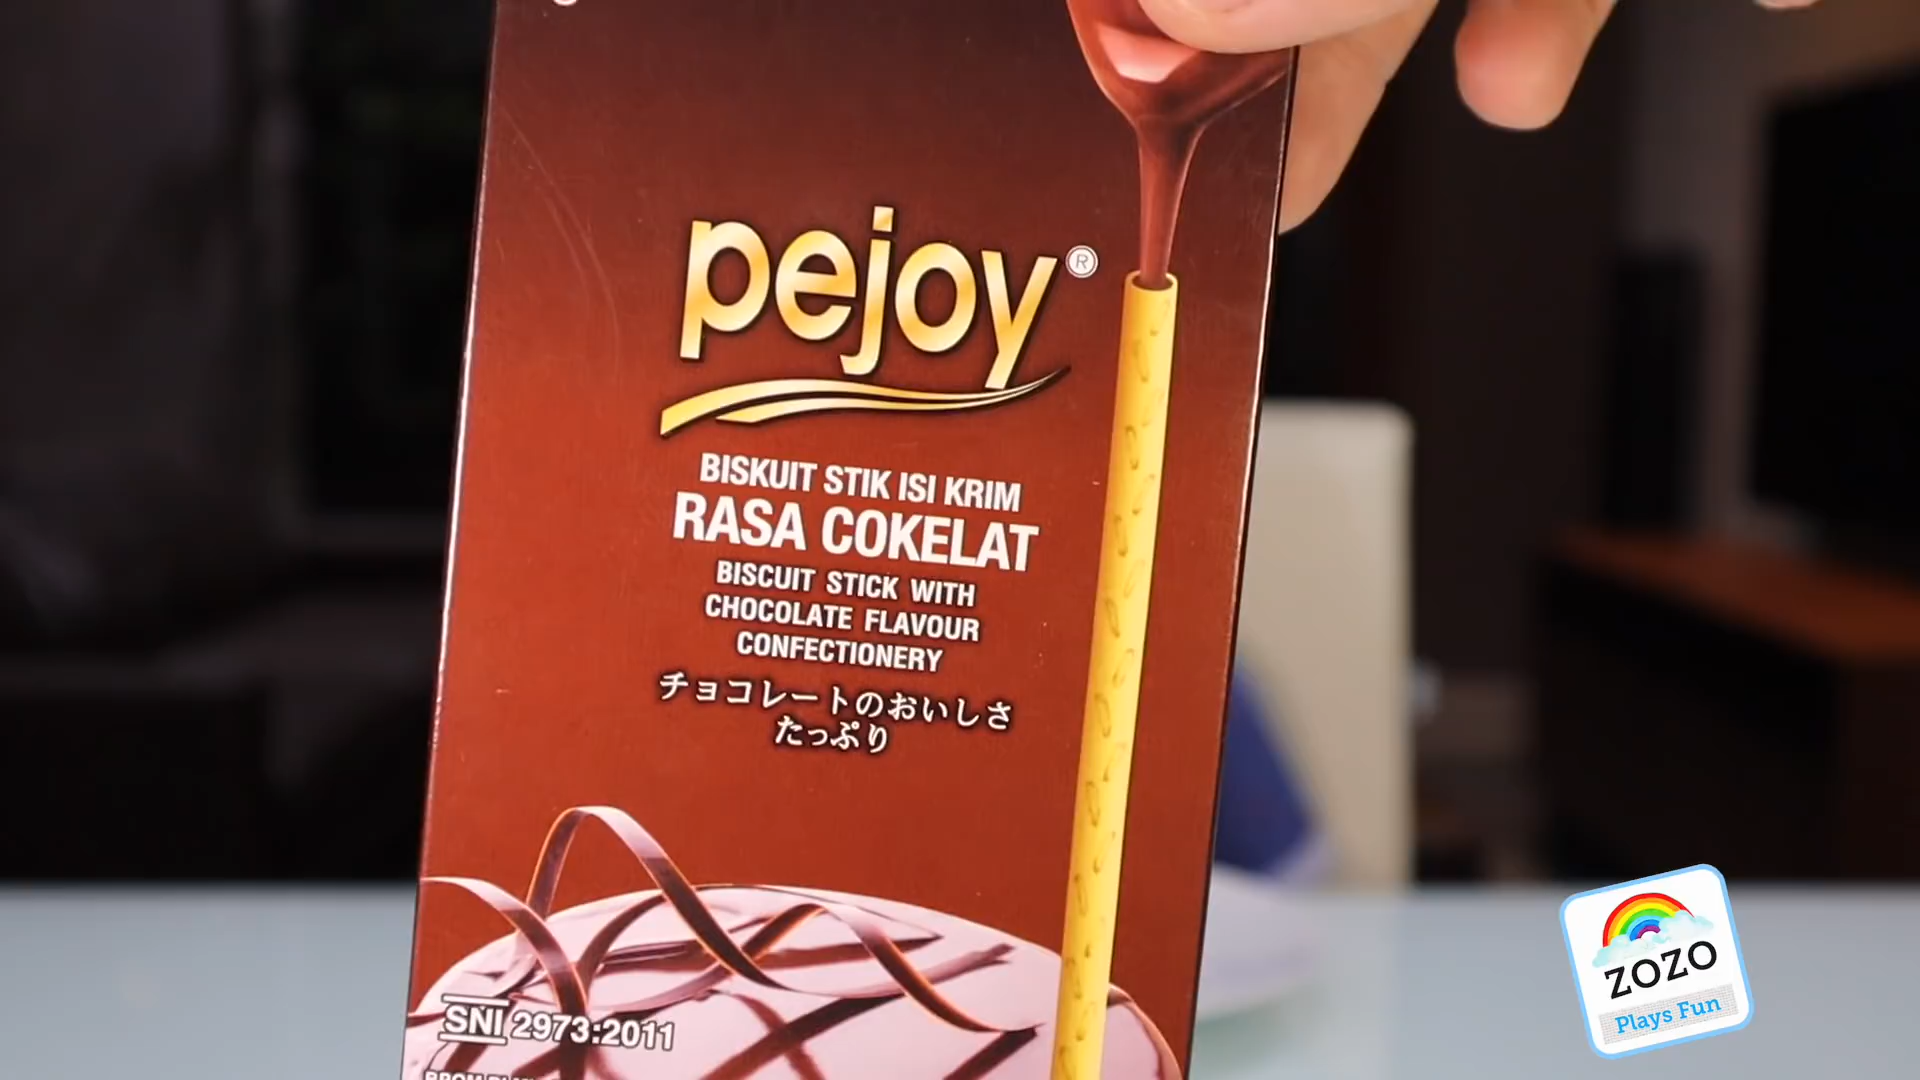 pejoy®
BISKUIT STIK ISI KRIM
RASA COKELAT
BISCUIT STICK WITH
CHOCOLATE FLAVOUR
CONFECTIONERY
チョコレートのおいしさ
たっぷり
SNI 2973:2011
ZOZO
Plays Fun